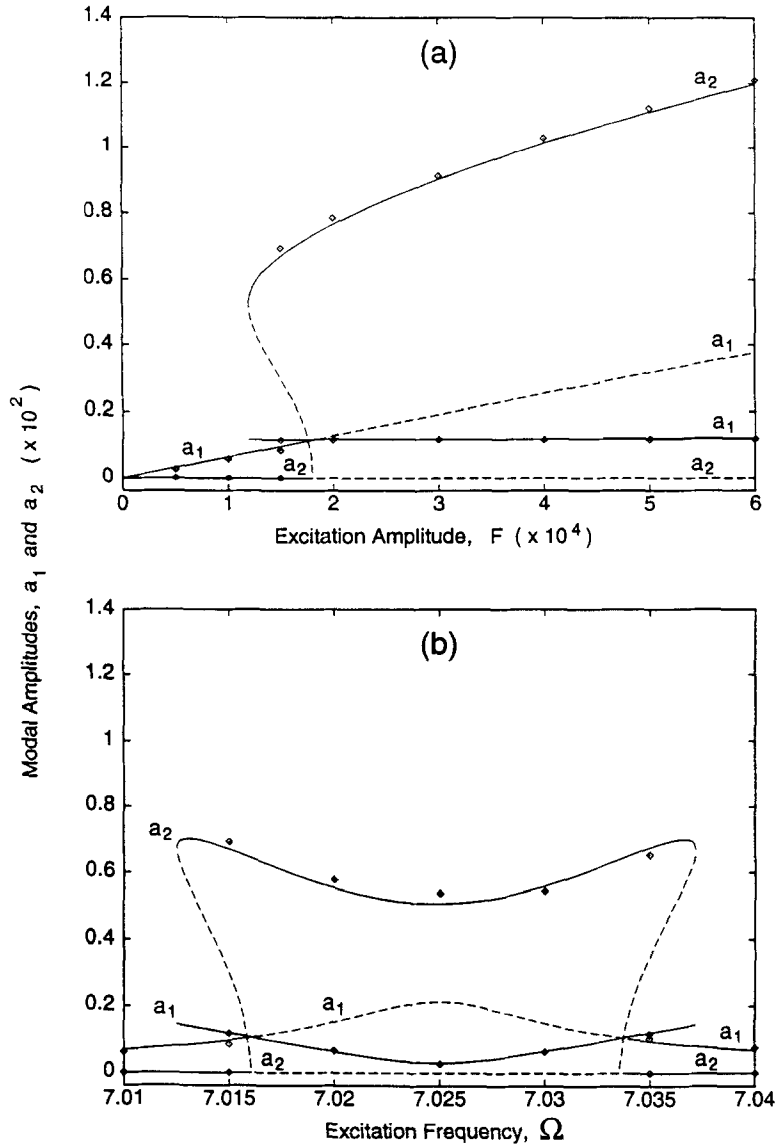 (a)
1.4
1.2
1
0.8
0.6
0.4
0.2
0
a2
a1
a1
a1
a2
a2
0 1 2 3 4 5 6
Excitation Amplitude, F ( x 10^4 )
Modal Amplitudes, a1 and a2 ( x 10^2 )
(b)
1.4
1.2
1
0.8
0.6
0.4
0.2
0
a2
a1
a1
a1
a2
a2
7.01 7.015 7.02 7.025 7.03 7.035 7.04
Excitation Frequency, Ω